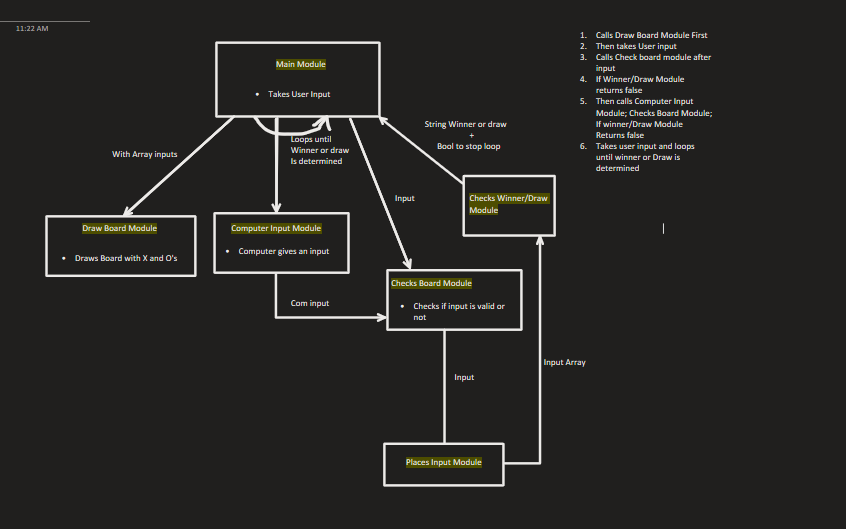 11:22 AM
Main Module
• Takes User Input
Loops until
Winner or draw
Is determined
With Array inputs
String Winner or draw
+
Bool to stop loop
Input
Checks Winner/Draw
Module
Draw Board Module
• Draws Board with X and O's
Computer Input Module
• Computer gives an input
Com input
Checks Board Module
• Checks if input is valid or
not
Input
Input Array
Places Input Module
1. Calls Draw Board Module First
2. Then takes User input
3. Calls Check board module after
input
4. If Winner/Draw Module
returns false
5. Then calls Computer Input
Module; Checks Board Module;
If winner/Draw Module
Returns false
6. Takes user input and loops
until winner or Draw is
determined